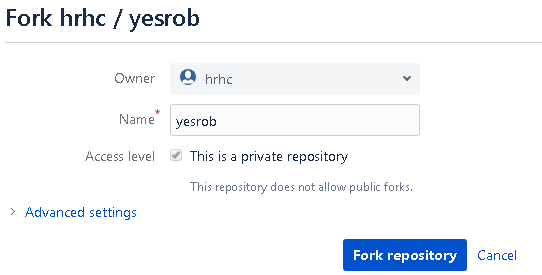 Fork hrhc / yesrob
Owner hrhc
Name* yesrob
Access level This is a private repository
This repository does not allow public forks.
Advanced settings
Fork repository Cancel